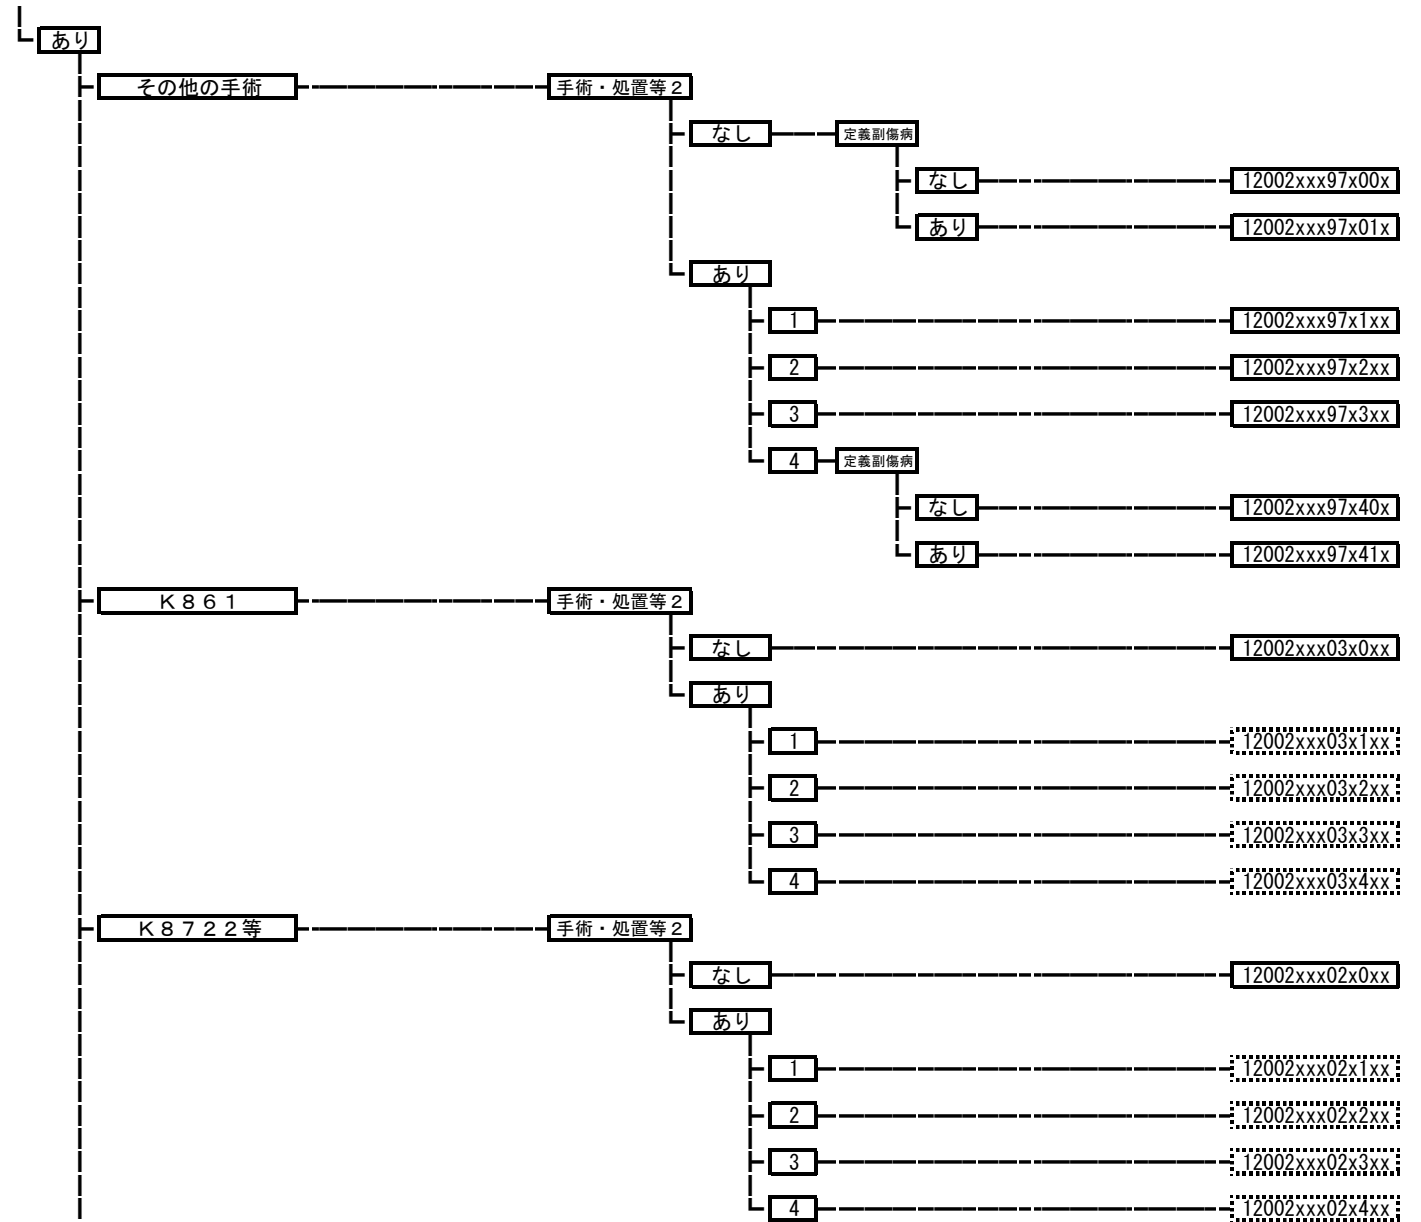 あり
その他の手術 手術・処置等２
なし 定義副傷病
なし 12002xxx97x00x
あり 12002xxx97x01x
あり
1 12002xxx97x1xx
2 12002xxx97x2xx
3 12002xxx97x3xx
4 定義副傷病
なし 12002xxx97x40x
あり 12002xxx97x41x
Ｋ８６１ 手術・処置等２
なし 12002xxx03x0xx
あり
1 12002xxx03x1xx
2 12002xxx03x2xx
3 12002xxx03x3xx
4 12002xxx03x4xx
Ｋ８７２２等 手術・処置等２
なし 12002xxx02x0xx
あり
1 12002xxx02x1xx
2 12002xxx02x2xx
3 12002xxx02x3xx
4 12002xxx02x4xx